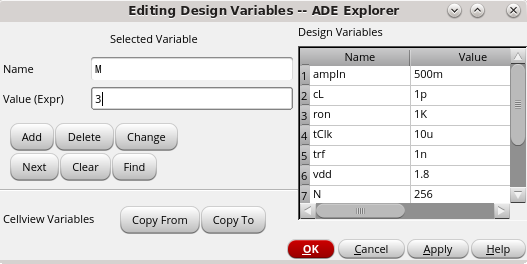 Editing Design Variables -- ADE Explorer
Selected Variable
Name M
Value (Expr) 3
Add Delete Change
Next Clear Find
Cellview Variables Copy From Copy To
Design Variables
Name Value
1 ampIn 500m
2 cL 1p
3 ron 1K
4 tClk 10u
5 trf 1n
6 vdd 1.8
7 N 256
OK Cancel Apply Help